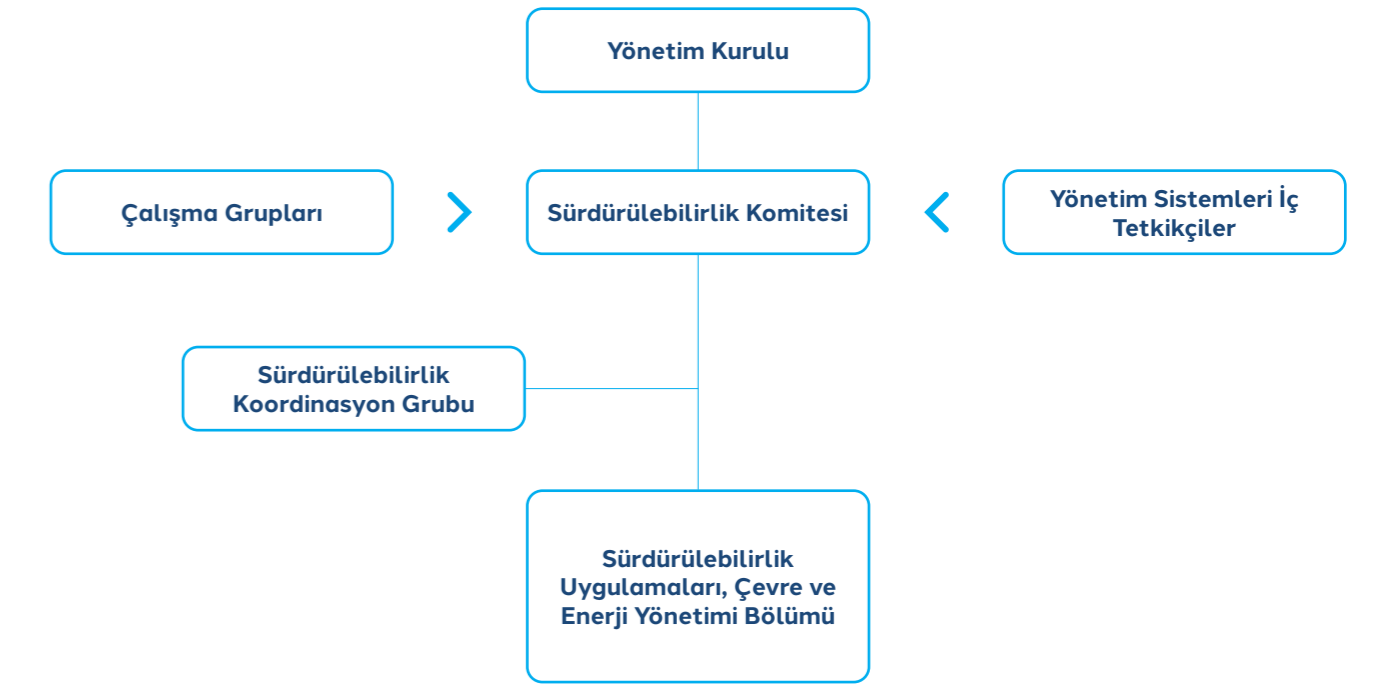 Yönetim Kurulu
Çalışma Grupları
Sürdürülebilirlik Komitesi
Yönetim Sistemleri İç
Tetkikçiler
Sürdürülebilirlik
Koordinasyon Grubu
Sürdürülebilirlik
Uygulamaları, Çevre ve
Enerji Yönetimi Bölümü